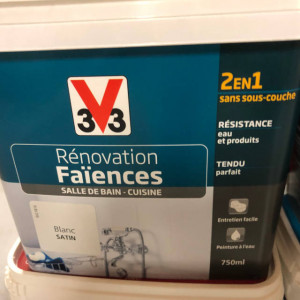 V
33
2EN1
sans sous-couche
RÉSISTANCE
eau
et produits
TENDU
parfait
Rénovation
Faïences
SALLE DE BAIN - CUISINE
Blanc
SATIN
Entretien facile
Peinture à l'eau
750ml